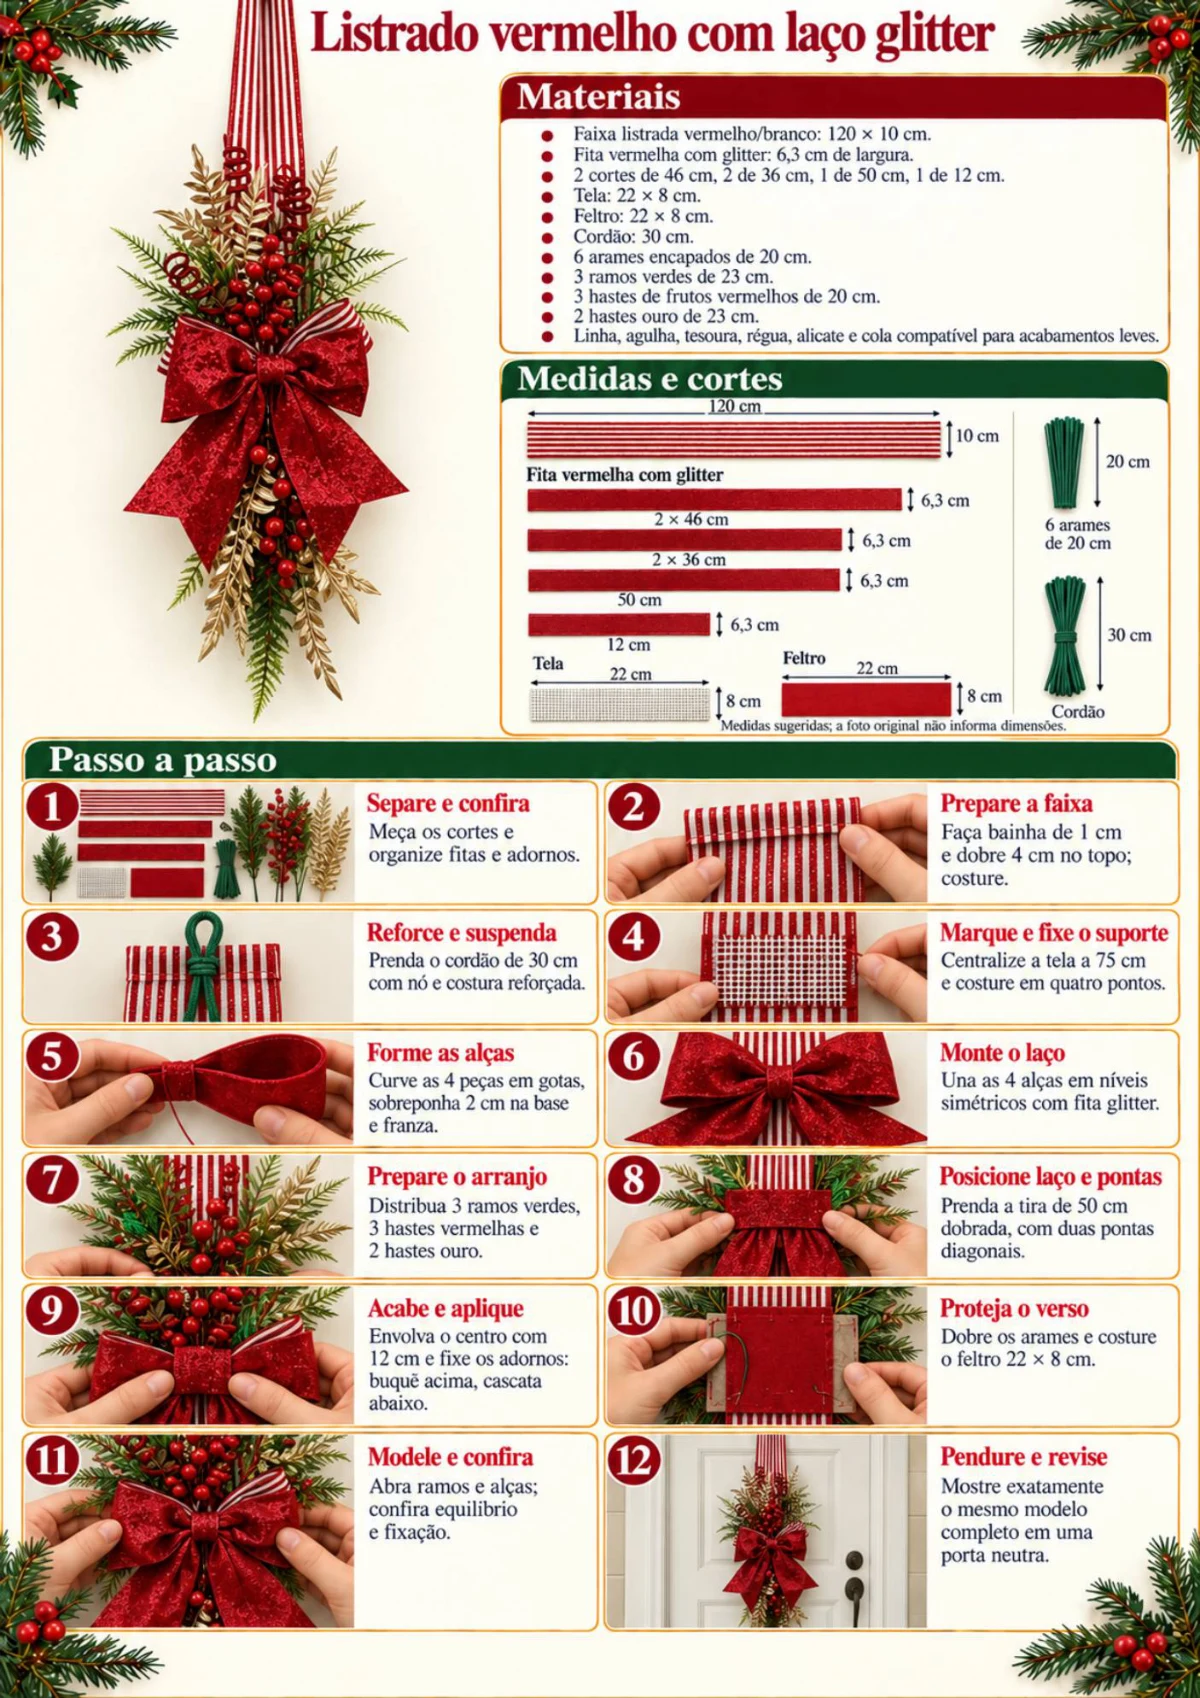 Listrado vermelho com laço glitter
Materiais
Faixa listrada vermelho/branco: 120 × 10 cm.
Fita vermelha com glitter: 6,3 cm de largura.
2 cortes de 46 cm, 2 de 36 cm, 1 de 50 cm, 1 de 12 cm.
Tela: 22 × 8 cm.
Feltro: 22 × 8 cm.
Cordão: 30 cm.
6 arames encapados de 20 cm.
3 ramos verdes de 23 cm.
3 hastes de frutos vermelhos de 20 cm.
2 hastes ouro de 23 cm.
Linha, agulha, tesoura, régua, alicate e cola compatível para acabamentos leves.
Medidas e cortes
120 cm
10 cm
Fita vermelha com glitter
6,3 cm
2 × 46 cm
6,3 cm
2 × 36 cm
6,3 cm
50 cm
6,3 cm
12 cm
Tela
22 cm
8 cm
Feltro
22 cm
8 cm
20 cm
6 arames
de 20 cm
30 cm
Cordão
Medidas sugeridas; a foto original não informa dimensões.
Passo a passo
1
Separe e confira
Meça os cortes e
organize fitas e adornos.
2
Prepare a faixa
Faça bainha de 1 cm
e dobre 4 cm no topo;
costure.
3
Reforce e suspenda
Prenda o cordão de 30 cm
com nó e costura reforçada.
4
Marque e fixe o suporte
Centralize a tela a 75 cm
e costure em quatro pontos.
5
Forme as alças
Curve as 4 peças em gotas,
sobreponha 2 cm na base
e franza.
6
Monte o laço
Una as 4 alças em níveis
simétricos com fita glitter.
7
Prepare o arranjo
Distribua 3 ramos verdes,
3 hastes vermelhas e
2 hastes ouro.
8
Posicione laço e pontas
Prenda a tira de 50 cm
dobrada, com duas pontas
diagonais.
9
Acabe e aplique
Envolva o centro com
12 cm e fixe os adornos:
buquē acima, cascata
abaixo.
10
Proteja o verso
Dobre os arames e costure
o feltro 22 × 8 cm.
11
Modele e confira
Abra ramos e alças;
confira equilibrio
e fixação.
12
Pendure e revise
Mostre exatamente
o mesmo modelo
completo em uma
porta neutra.